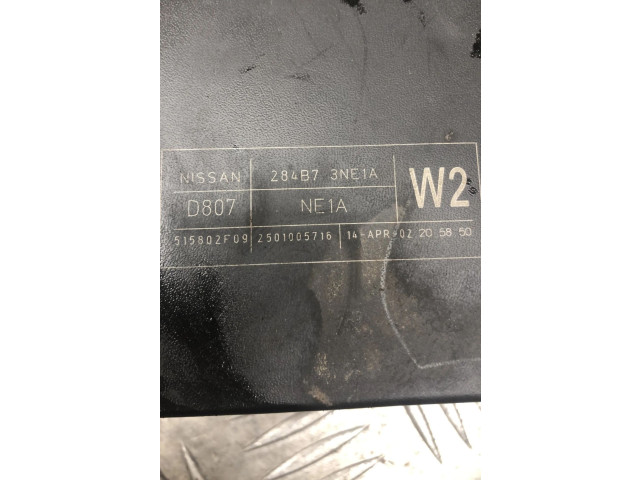 NISSAN 284B7 3NE1A
D807 NE1A W2
515802F09 2501005716 14-APR-02 20 58 50